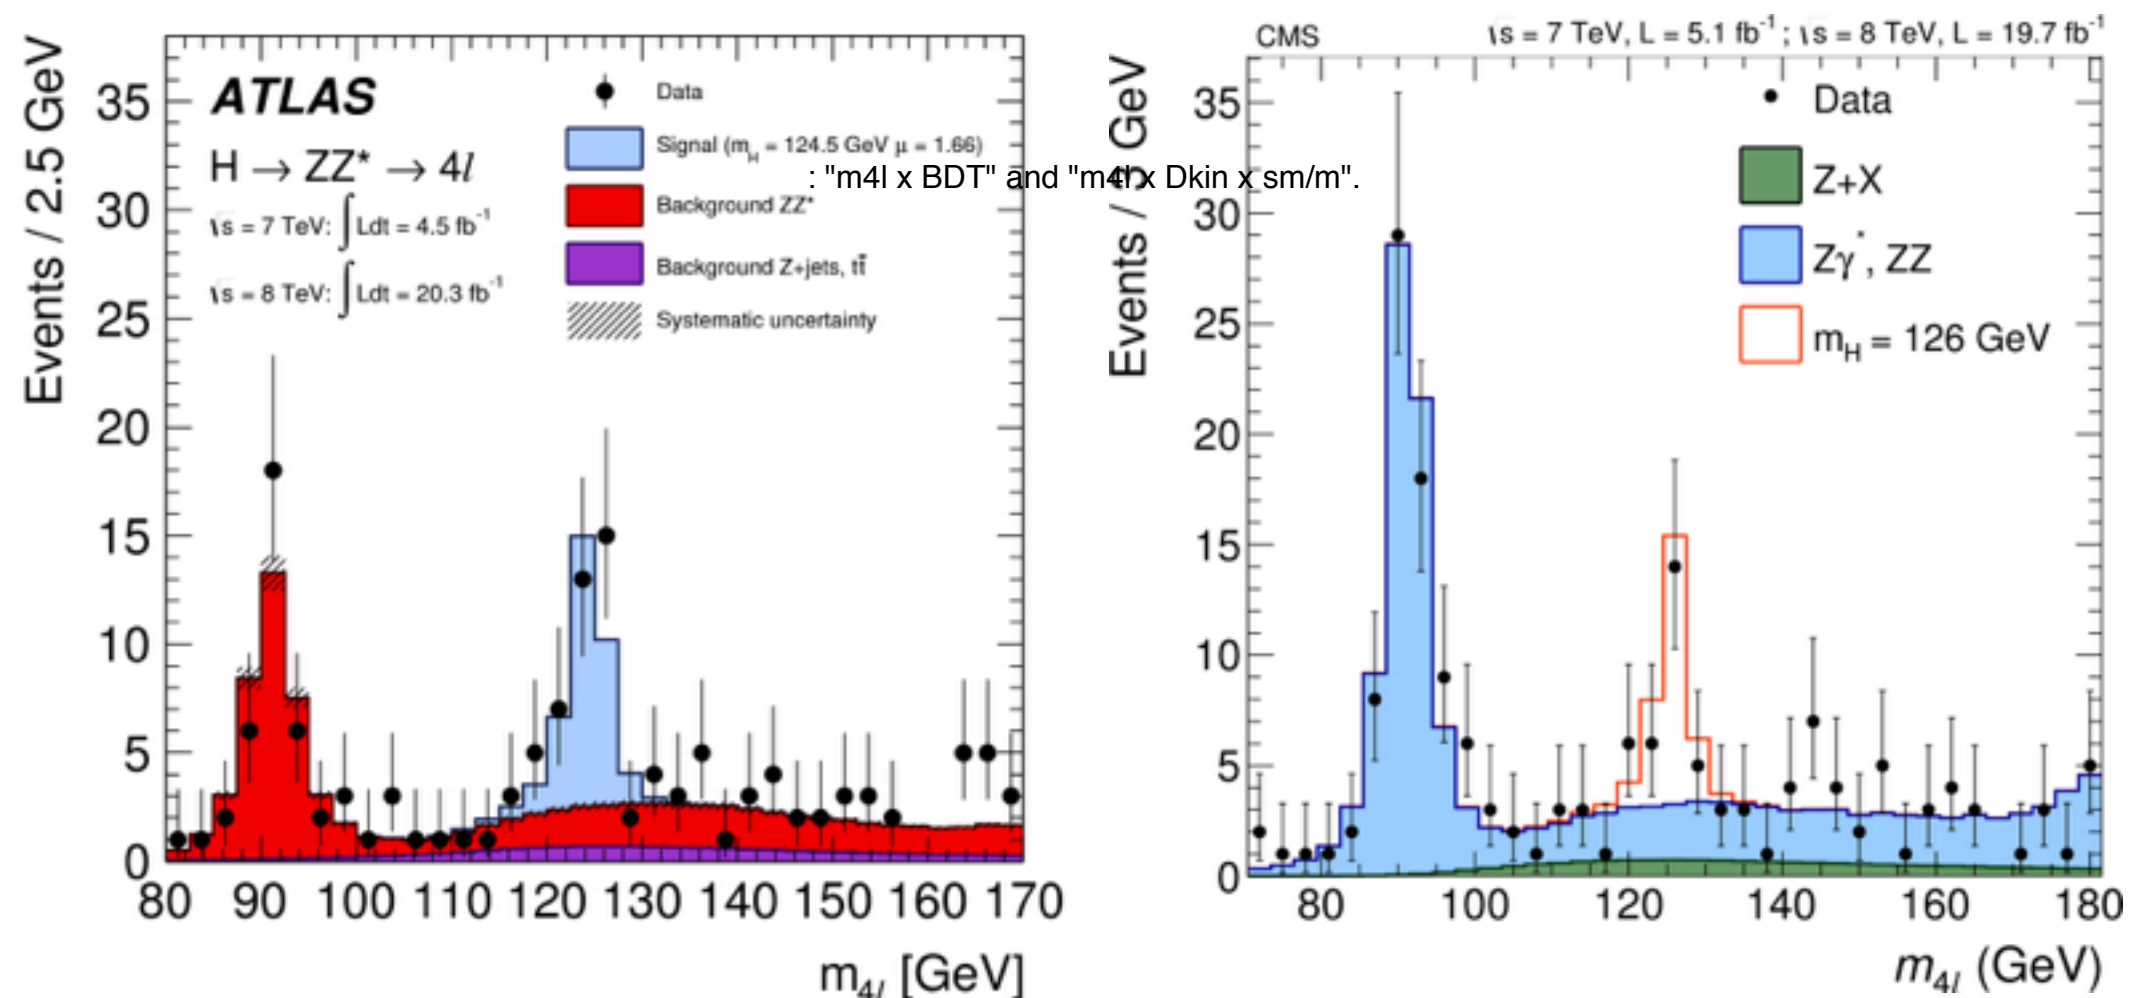 ATLAS
H → ZZ* → 4l
√s = 7 TeV: ∫Ldt = 4.5 fb⁻¹
√s = 8 TeV: ∫Ldt = 20.3 fb⁻¹
Data
Signal (m_H = 124.5 GeV μ = 1.66)
Background ZZ*
Background Z+jets, tt̄
Systematic uncertainty
Events / 2.5 GeV
35
30
25
20
15
10
5
0
80 90 100 110 120 130 140 150 160 170
m₄l [GeV]
: "m4l x BDT" and "m4l x Dkin x sm/m".
CMS
√s = 7 TeV, L = 5.1 fb⁻¹ ; √s = 8 TeV, L = 19.7 fb⁻¹
Data
Z+X
Zγ*, ZZ
m_H = 126 GeV
Events / 3 GeV
35
30
25
20
15
10
5
0
80 100 120 140 160 180
m₄l (GeV)